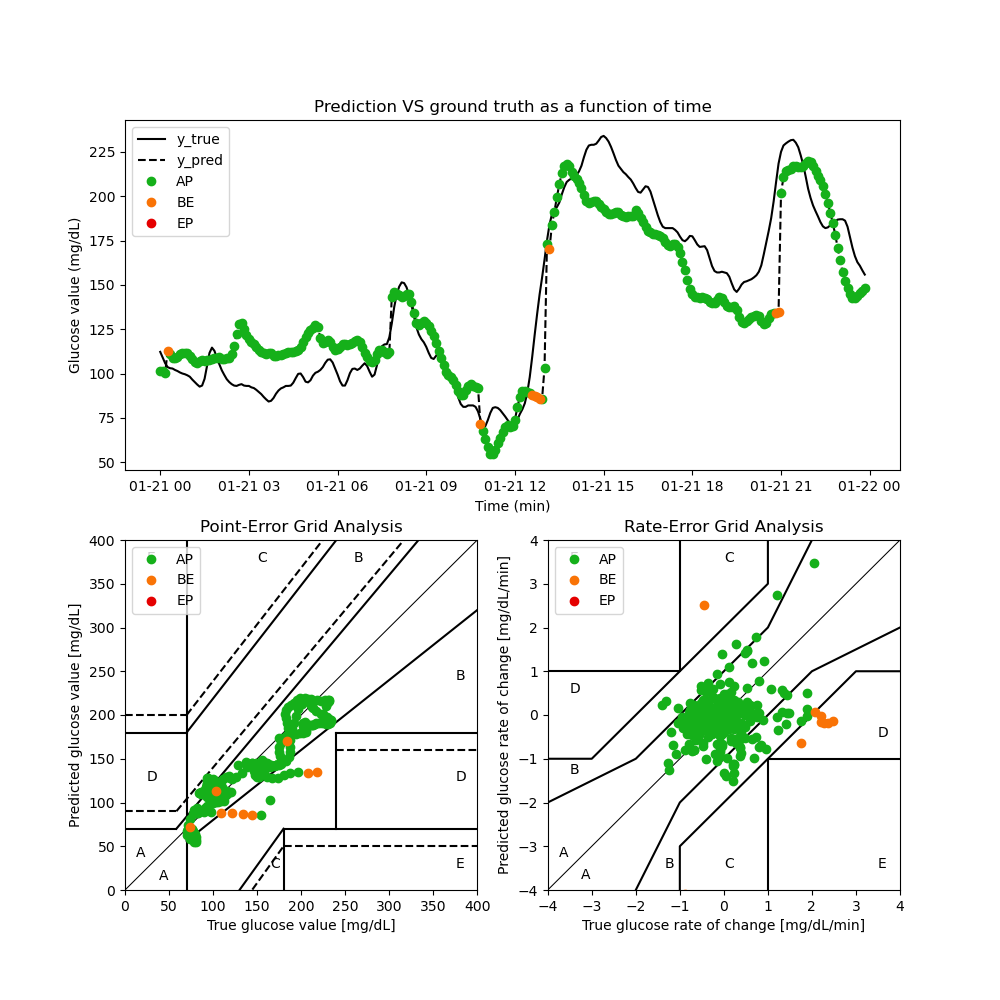 Prediction VS ground truth as a function of time
Glucose value (mg/dL)
225
200
175
150
125
100
75
50
y_true
y_pred
AP
BE
EP
01-21 00 01-21 03 01-21 06 01-21 09 01-21 12 01-21 15 01-21 18 01-21 21 01-22 00
Time (min)
Point-Error Grid Analysis
Predicted glucose value [mg/dL]
400
350
300
250
200
150
100
50
0
AP
BE
EP
C
B
B
D
D
A
A
C
E
0 50 100 150 200 250 300 350 400
True glucose value [mg/dL]
Rate-Error Grid Analysis
Predicted glucose rate of change [mg/dL/min]
4
3
2
1
0
−1
−2
−3
−4
AP
BE
EP
C
D
D
B
A
A
B
C
E
−4 −3 −2 −1 0 1 2 3 4
True glucose rate of change [mg/dL/min]